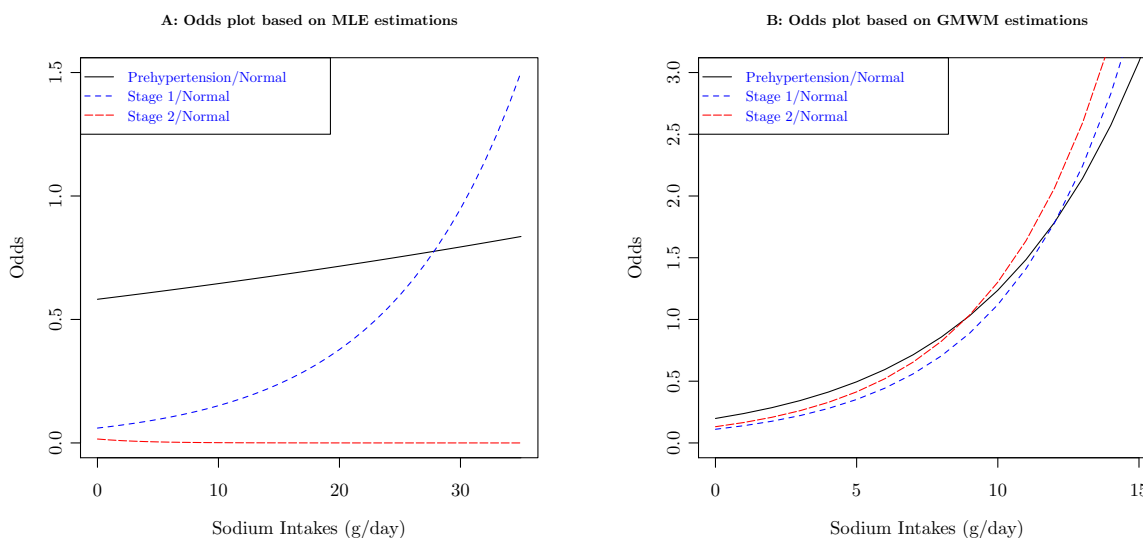 A: Odds plot based on MLE estimations
Prehypertension/Normal
Stage 1/Normal
Stage 2/Normal
1.5
1.0
0.5
0.0
Odds
0 10 20 30
Sodium Intakes (g/day)
B: Odds plot based on GMWM estimations
Prehypertension/Normal
Stage 1/Normal
Stage 2/Normal
3.0
2.5
2.0
1.5
1.0
0.5
0.0
Odds
0 5 10 15
Sodium Intakes (g/day)